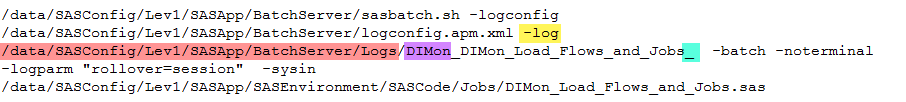 /data/SASConfig/Lev1/SASApp/BatchServer/sasbatch.sh -logconfig
/data/SASConfig/Lev1/SASApp/BatchServer/logconfig.apm.xml -log
/data/SASConfig/Lev1/SASApp/BatchServer/Logs/DIMon_DIMon_Load_Flows_and_Jobs_ -batch -noterminal
-logparm "rollover=session" -sysin
/data/SASConfig/Lev1/SASApp/SASEnvironment/SASCode/Jobs/DIMon_Load_Flows_and_Jobs.sas